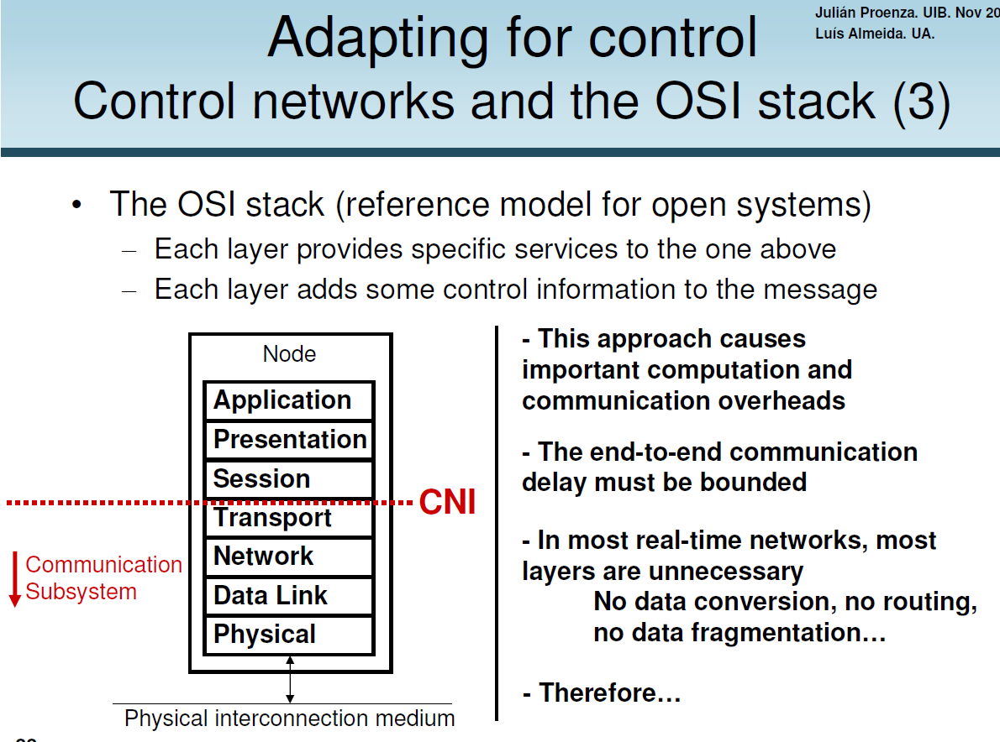 Julián Proenza. UIB. Nov 20
Luís Almeida. UA.
Adapting for control
Control networks and the OSI stack (3)
• The OSI stack (reference model for open systems)
– Each layer provides specific services to the one above
– Each layer adds some control information to the message
Node
Application
Presentation
Session
Transport
Network
Data Link
Physical
CNI
Communication
Subsystem
Physical interconnection medium
- This approach causes
important computation and
communication overheads
- The end-to-end communication
delay must be bounded
- In most real-time networks, most
layers are unnecessary
No data conversion, no routing,
no data fragmentation…
- Therefore…